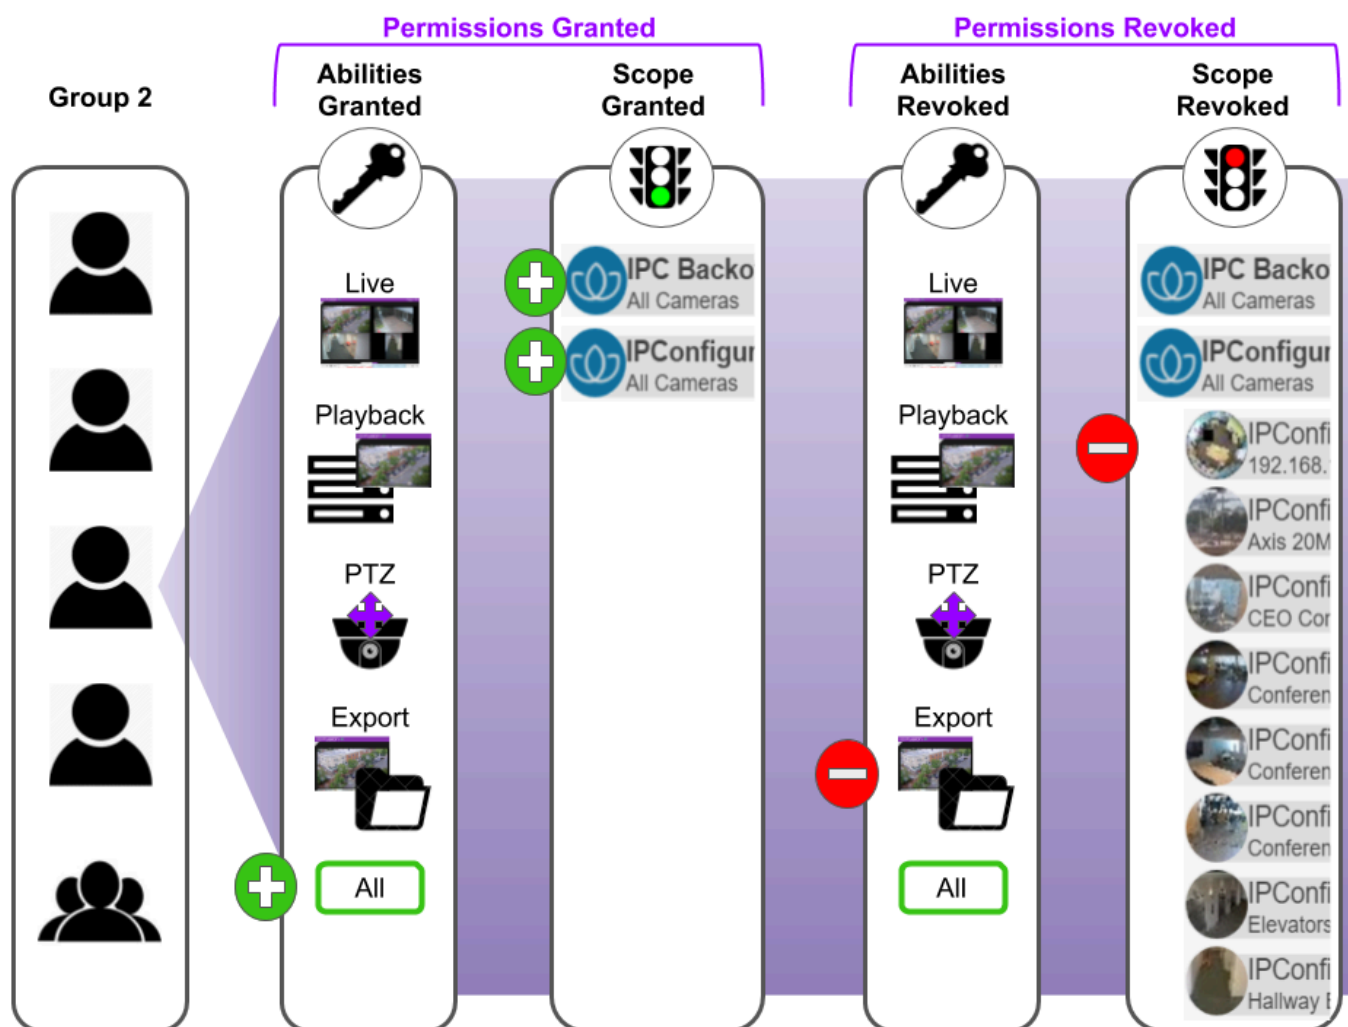 Permissions Granted
Permissions Revoked
Group 2
Abilities
Granted
Scope
Granted
Abilities
Revoked
Scope
Revoked
Live
Playback
PTZ
Export
All
IPC Backo
All Cameras
IPConfigur
All Cameras
Live
Playback
PTZ
Export
All
IPC Backo
All Cameras
IPConfigur
All Cameras
IPConfi
192.168.
IPConfi
Axis 20M
IPConfi
CEO Cor
IPConfi
Conferen
IPConfi
Conferen
IPConfi
Conferen
IPConfi
Elevators
IPConfi
Hallway E